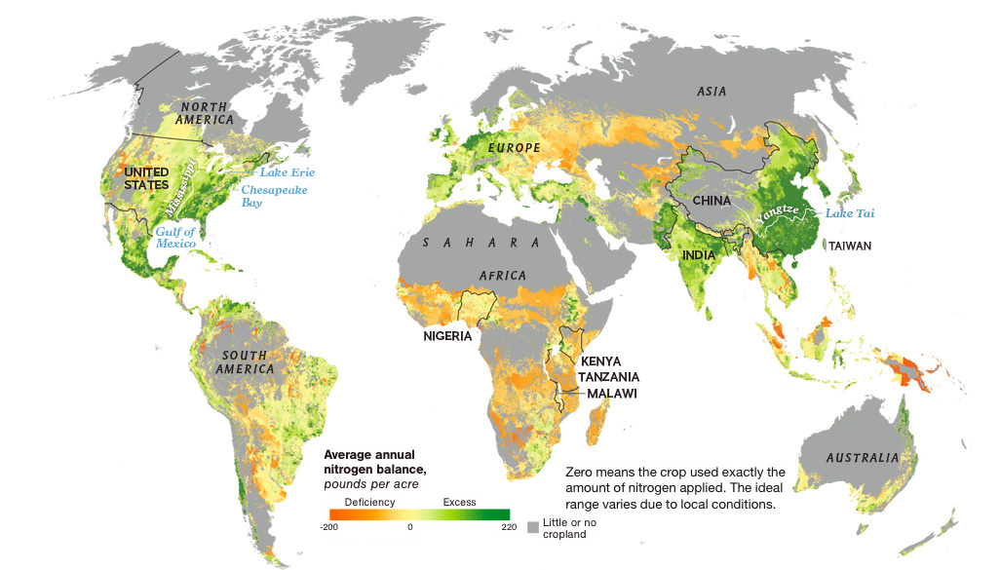 ASIA
NORTH
AMERICA
EUROPE
UNITED
STATES
Mississippi
Lake Erie
Chesapeake
Bay
Gulf of
Mexico
CHINA
Yangtze
Lake Tai
SAHARA
TAIWAN
INDIA
AFRICA
NIGERIA
SOUTH
AMERICA
KENYA
TANZANIA
MALAWI
AUSTRALIA
Average annual
nitrogen balance,
pounds per acre
Deficiency Excess
-200 0 220
Little or no
cropland
Zero means the crop used exactly the
amount of nitrogen applied. The ideal
range varies due to local conditions.